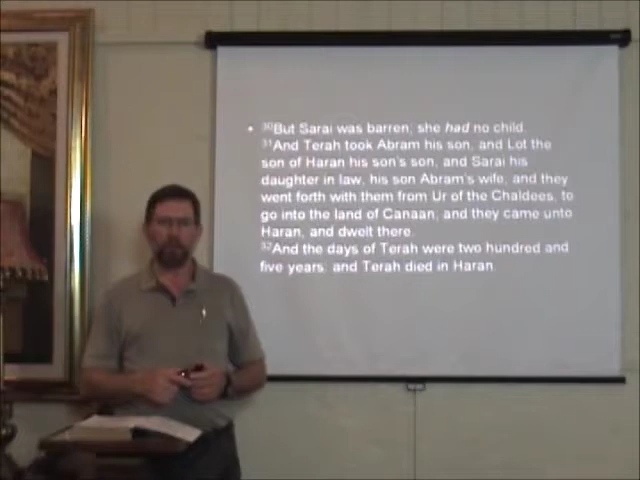 • ³⁰But Sarai was barren; she had no child.
³¹And Terah took Abram his son, and Lot the
son of Haran his son's son, and Sarai his
daughter in law, his son Abram's wife; and they
went forth with them from Ur of the Chaldees, to
go into the land of Canaan; and they came unto
Haran, and dwelt there.
³²And the days of Terah were two hundred and
five years: and Terah died in Haran.